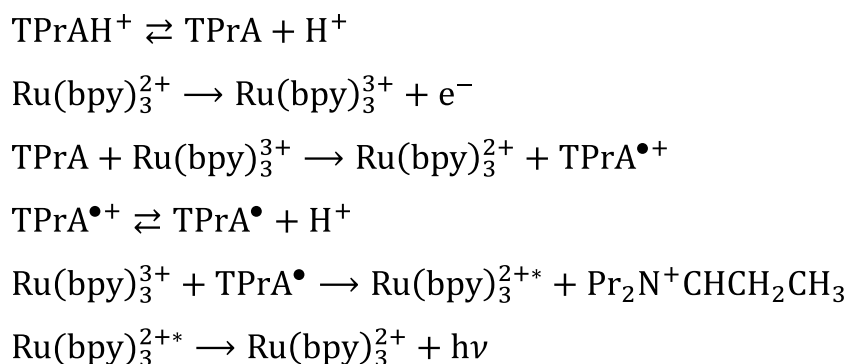 TPrAH⁺ ⇄ TPrA + H⁺
Ru(bpy)₃²⁺ ⟶ Ru(bpy)₃³⁺ + e⁻
TPrA + Ru(bpy)₃³⁺ ⟶ Ru(bpy)₃²⁺ + TPrA•⁺
TPrA•⁺ ⇄ TPrA• + H⁺
Ru(bpy)₃³⁺ + TPrA• ⟶ Ru(bpy)₃²⁺* + Pr₂N⁺CHCH₂CH₃
Ru(bpy)₃²⁺* ⟶ Ru(bpy)₃²⁺ + hν